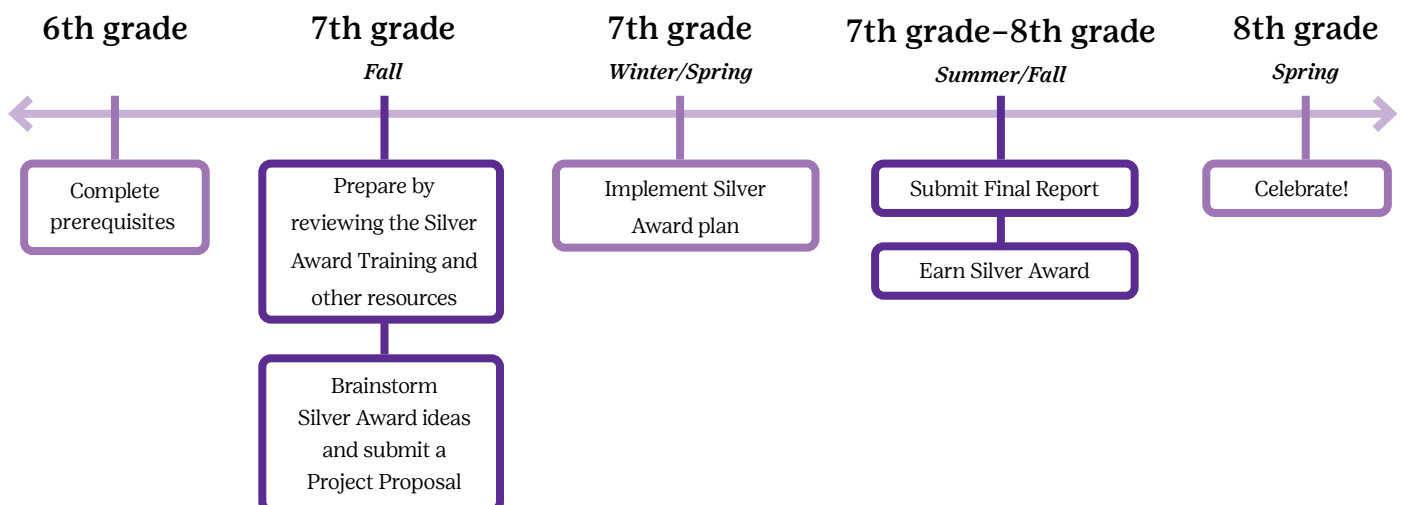 6th grade
Complete
prerequisites
7th grade
Fall
Prepare by
reviewing the Silver
Award Training and
other resources
Brainstorm
Silver Award ideas
and submit a
Project Proposal
7th grade
Winter/Spring
Implement Silver
Award plan
7th grade–8th grade
Summer/Fall
Submit Final Report
Earn Silver Award
8th grade
Spring
Celebrate!